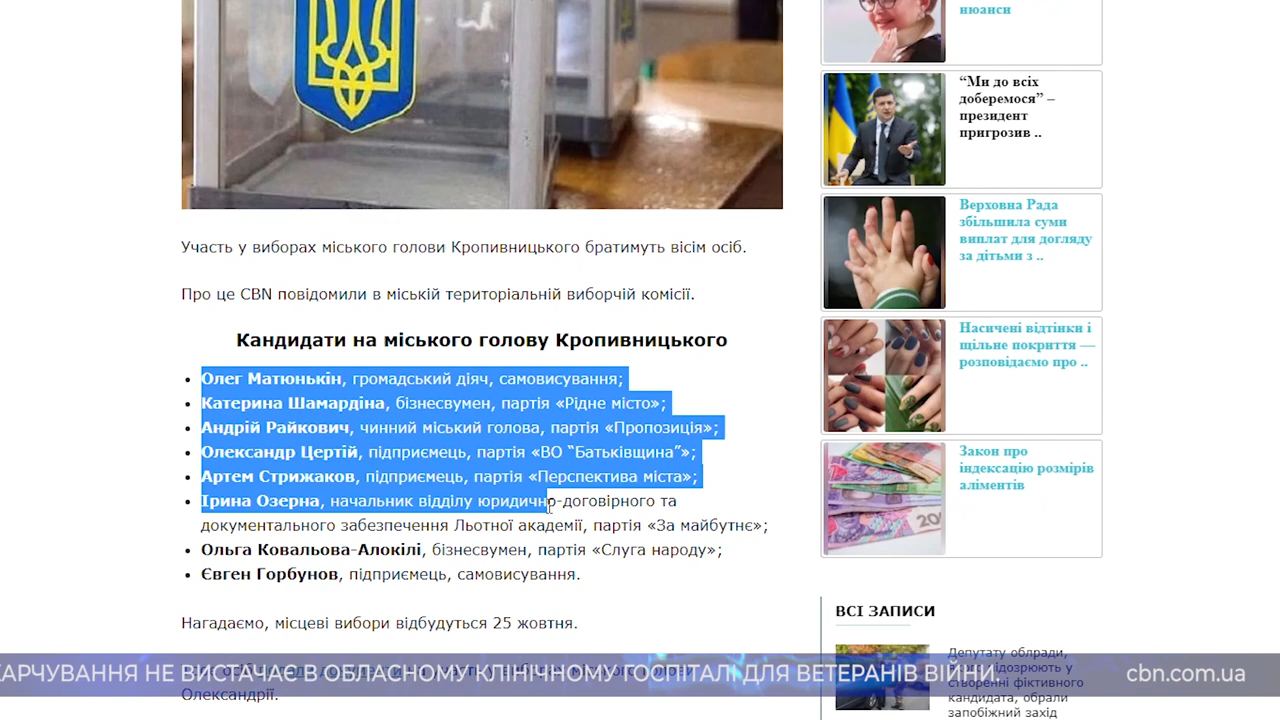 нюанси
“Ми до всіх
доберемося” –
президент
пригрозив ..
Верховна Рада
збільшила суми
виплат для догляду
за дітьми з ..
Насичені відтінки і
щільне покриття —
розповідаємо про ..
Закон про
індексацію розмірів
аліментів
ВСІ ЗАПИСИ
Депутату облради,
підозрюють у
створенні фіктивного
кандидата, обрали
запобіжний захід
Участь у виборах міського голови Кропивницького братимуть вісім осіб.
Про це CBN повідомили в міській територіальній виборчій комісії.
Кандидати на міського голову Кропивницького
Олег Матюнькін, громадський діяч, самовисування;
Катерина Шамардіна, бізнесвумен, партія «Рідне місто»;
Андрій Райкович, чинний міський голова, партія «Пропозиція»;
Олександр Цертій, підприємець, партія «ВО “Батьківщина”»;
Артем Стрижаков, підприємець, партія «Перспектива міста»;
Ірина Озерна, начальник відділу юридично-договірного та
документального забезпечення Льотної академії, партія «За майбутнє»;
Ольга Ковальова-Алокілі, бізнесвумен, партія «Слуга народу»;
Євген Горбунов, підприємець, самовисування.
Нагадаємо, місцеві вибори відбудуться 25 жовтня.
Олександрії.
ХАРЧУВАННЯ НЕ ВИСТАЧАЄ В ОБЛАСНОМУ КЛІНІЧНОМУ ГОСПІТАЛІ ДЛЯ ВЕТЕРАНІВ ВІЙНИ.
cbn.com.ua